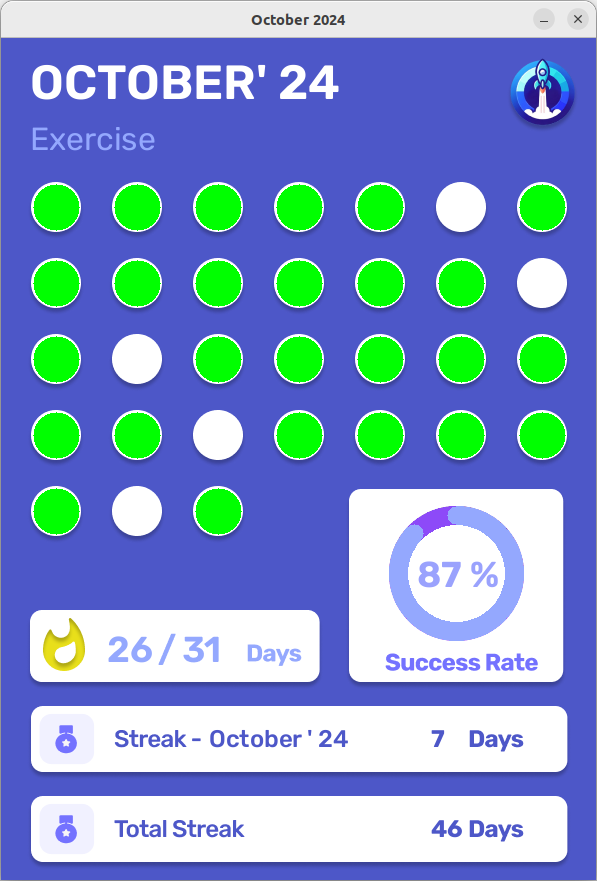 October 2024
OCTOBER' 24
Exercise
87 %
Success Rate
26 / 31 Days
Streak - October ' 24 7 Days
Total Streak 46 Days